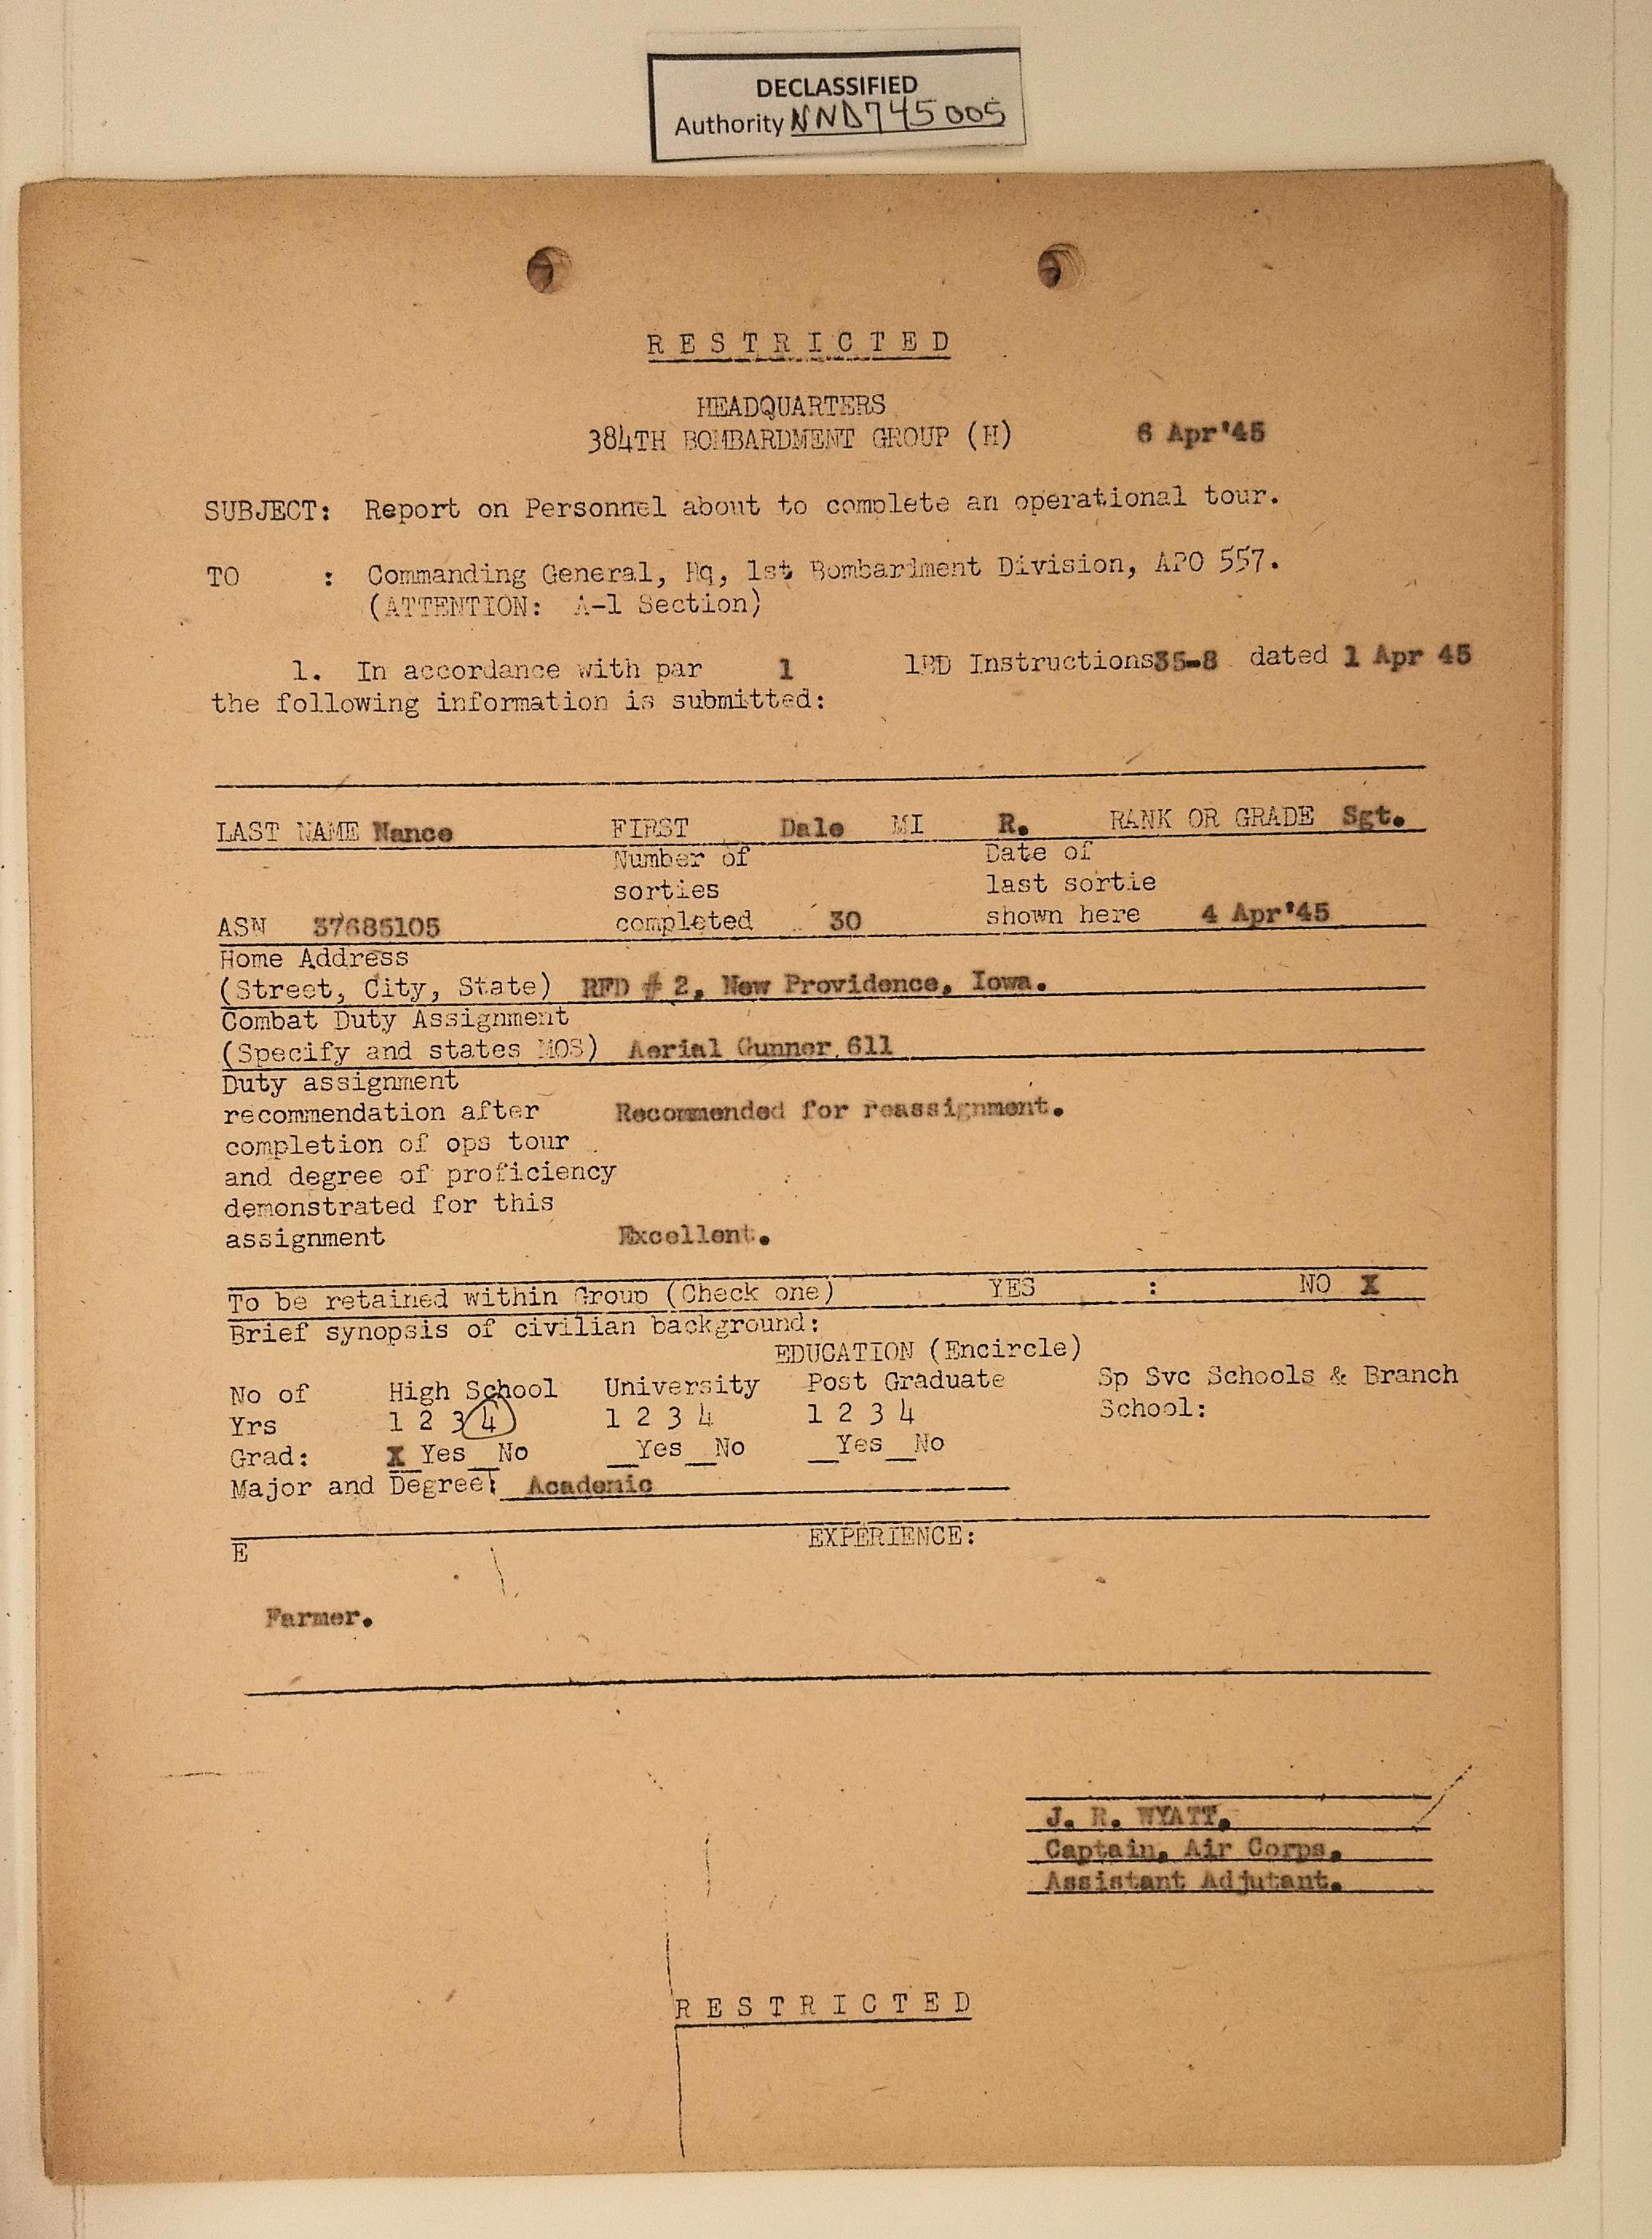 DECLASSIFIED
Authority NND745005
RESTRICTED
HEADQUARTERS
384TH BOMBARDMENT GROUP (H) 6 Apr'45
SUBJECT: Report on Personnel about to complete an operational tour.
TO : Commanding General, Hq, 1st Bombardment Division, APO 557.
(ATTENTION: A-1 Section)
1. In accordance with par 1 1BD Instructions 35-8 dated 1 Apr 45
the following information is submitted:
LAST NAME Nance FIRST Dale MI R. RANK OR GRADE Sgt.
Number of Date of
sorties last sortie
ASN 37685105 completed 30 shown here 4 Apr'45
Home Address
(Street, City, State) RFD # 2, New Providence, Iowa.
Combat Duty Assignment
(Specify and states MOS) Aerial Gunner 611
Duty assignment
recommendation after Recommended for reassignment.
completion of ops tour
and degree of proficiency
demonstrated for this
assignment Excellent.
To be retained within Group (Check one) YES : NO X
Brief synopsis of civilian background:
EDUCATION (Encircle)
No of High School University Post Graduate Sp Svc Schools & Branch
Yrs 1 2 3 4 1 2 3 4 1 2 3 4 School:
Grad: X Yes __No __Yes __No __Yes __No
Major and Degree: Academic
E EXPERIENCE:
Farmer.
J. R. WYATT,
Captain, Air Corps,
Assistant Adjutant.
RESTRICTED